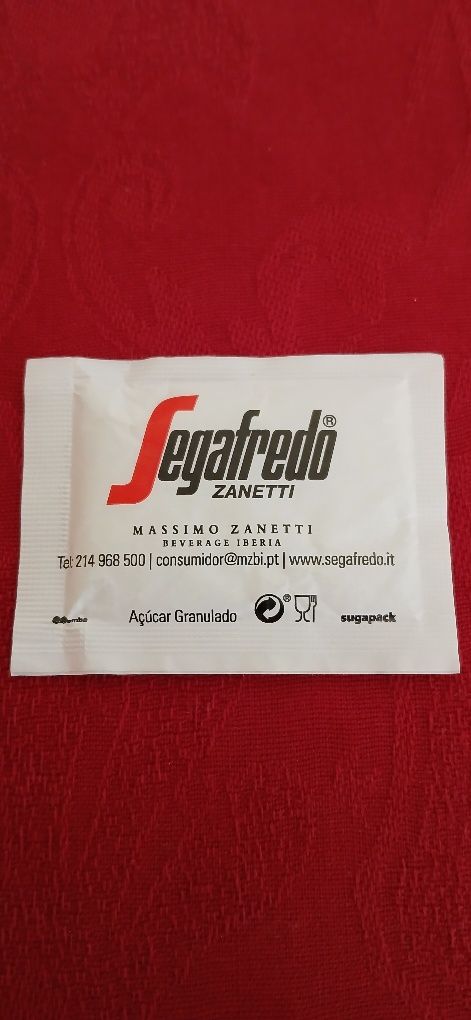 Segafredo®
ZANETTI
MASSIMO ZANETTI
BEVERAGE IBERIA
Tel: 214 968 500 | consumidor@mzbi.pt | www.segafredo.it
Açúcar Granulado ® sugapack